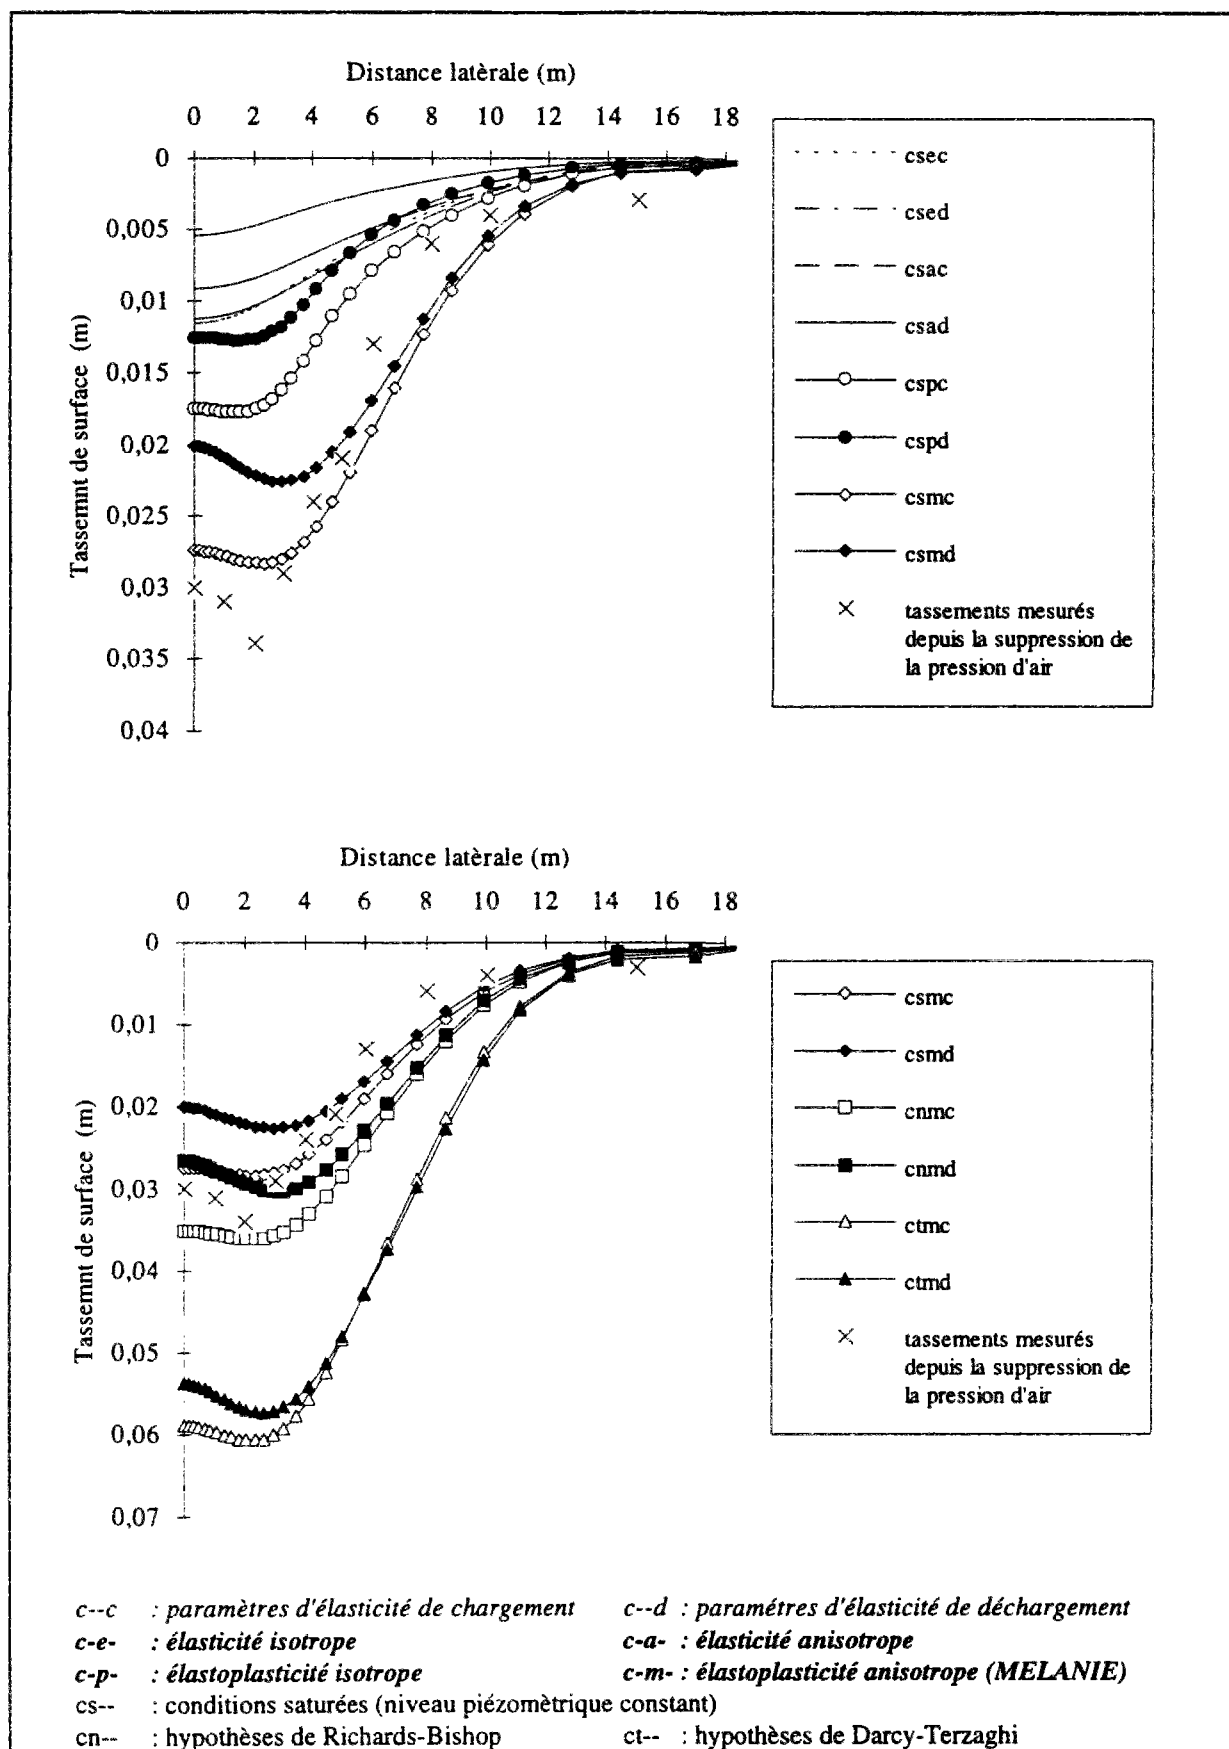 Distance latèrale (m)
0 2 4 6 8 10 12 14 16 18
0
0,005
0,01
0,015
0,02
0,025
0,03
0,035
0,04
Tassemnt de surface (m)
csec
csed
csac
csad
cspc
cspd
csmc
csmd
tassements mesurés
depuis la suppression de
la pression d'air
Distance latèrale (m)
0 2 4 6 8 10 12 14 16 18
0
0,01
0,02
0,03
0,04
0,05
0,06
0,07
Tassemnt de surface (m)
csmc
csmd
cnmc
cnmd
ctmc
ctmd
tassements mesurés
depuis la suppression de
la pression d'air
c--c : paramètres d'élasticité de chargement c--d : paramétres d'élasticité de déchargement
c-e- : élasticité isotrope c-a- : élasticité anisotrope
c-p- : élastoplasticité isotrope c-m- : élastoplasticité anisotrope (MELANIE)
cs-- : conditions saturées (niveau piézomètrique constant)
cn-- : hypothèses de Richards-Bishop ct-- : hypothèses de Darcy-Terzaghi